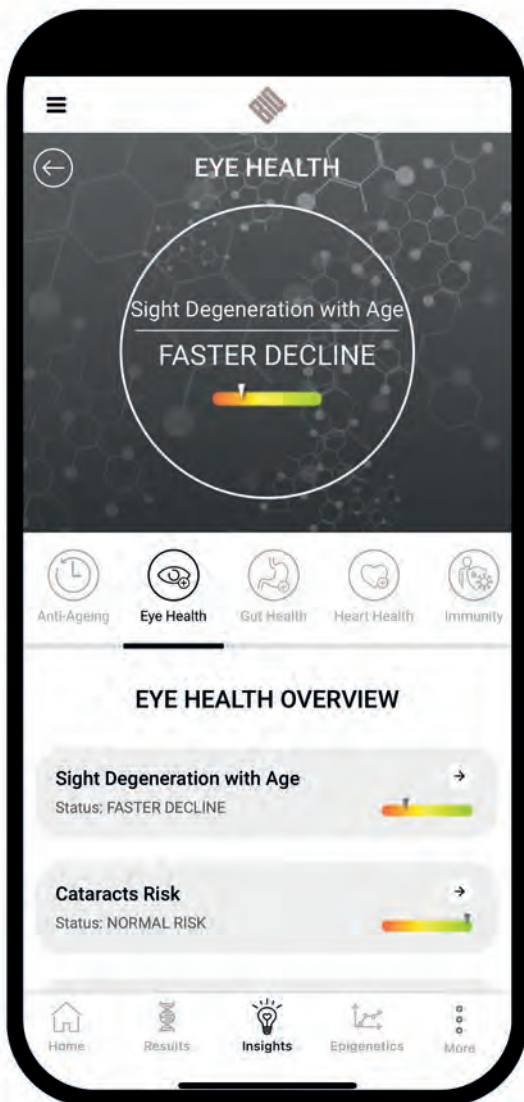 BIO
EYE HEALTH
Sight Degeneration with Age
FASTER DECLINE
Anti-Ageing
Eye Health
Gut Health
Heart Health
Immunity
EYE HEALTH OVERVIEW
Sight Degeneration with Age
Status: FASTER DECLINE
Cataracts Risk
Status: NORMAL RISK
Home
Results
Insights
Epigenetics
More